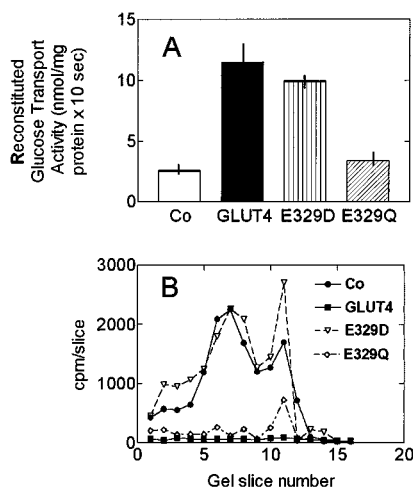 A
Reconstituted
Glucose Transport
Activity (nmol/mg
protein x 10 sec)
15
10
5
0
Co GLUT4 E329D E329Q
B
cpm/slice
3000
2000
1000
0
Co
GLUT4
E329D
E329Q
0 5 10 15 20
Gel slice number